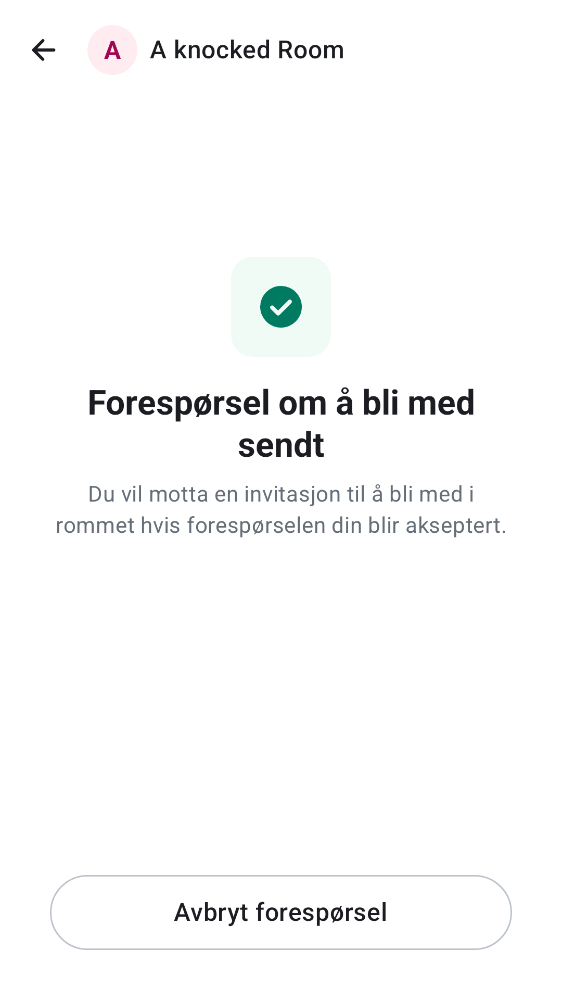 A
A knocked Room
Forespørsel om å bli med
sendt
Du vil motta en invitasjon til å bli med i
rommet hvis forespørselen din blir akseptert.
Avbryt forespørsel